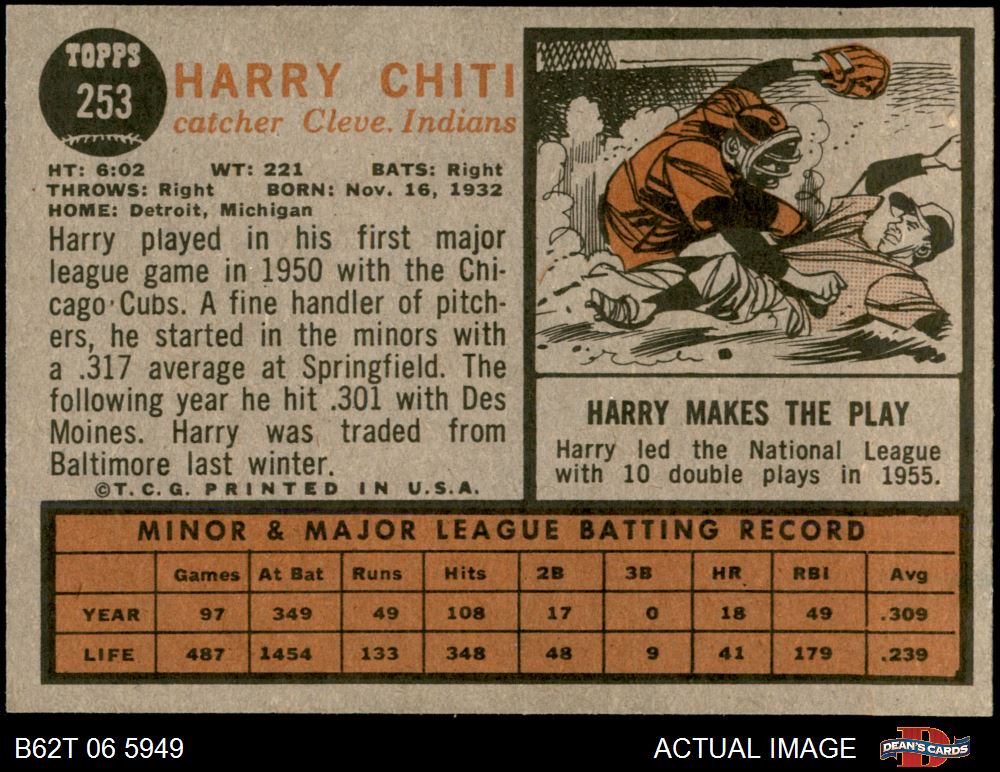 TOPPS
253
HARRY CHITI
catcher Cleve. Indians
HT: 6:02 WT: 221 BATS: Right
THROWS: Right BORN: Nov. 16, 1932
HOME: Detroit, Michigan
Harry played in his first major
league game in 1950 with the Chi-
cago Cubs. A fine handler of pitch-
ers, he started in the minors with
a .317 average at Springfield. The
following year he hit .301 with Des
Moines. Harry was traded from
Baltimore last winter.
©T. C. G. PRINTED IN U.S.A.
HARRY MAKES THE PLAY
Harry led the National League
with 10 double plays in 1955.
MINOR & MAJOR LEAGUE BATTING RECORD
Games At Bat Runs Hits 2B 3B HR RBI Avg
YEAR 97 349 49 108 17 0 18 49 .309
LIFE 487 1454 133 348 48 9 41 179 .239
B62T 06 5949
ACTUAL IMAGE
D
DEAN'S CARDS